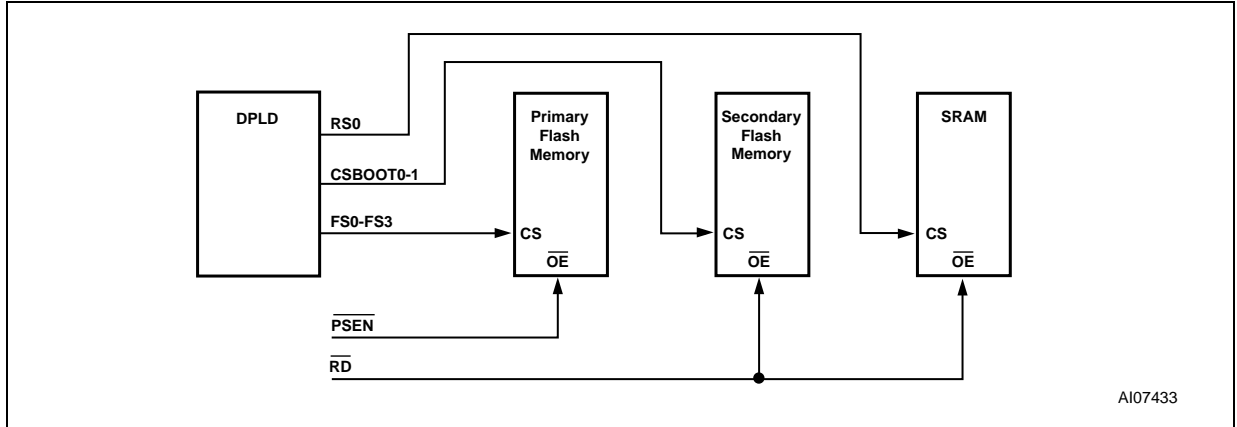 DPLD
RS0
CSBOOT0-1
FS0-FS3
Primary
Flash
Memory
CS
OE
Secondary
Flash
Memory
CS
OE
SRAM
CS
OE
PSEN
RD
AI07433